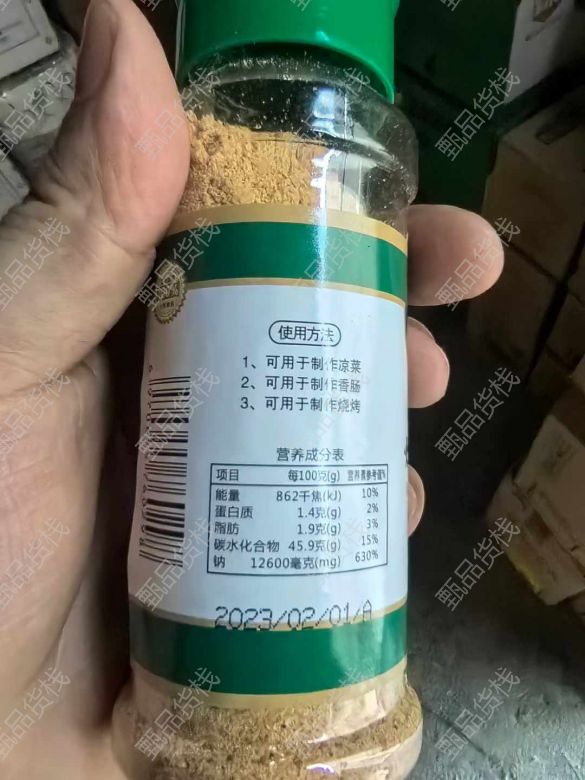 使用方法
1、可用于制作凉菜
2、可用于制作香肠
3、可用于制作烧烤
营养成分表
项目 每100克(g) 营养素参考值%
能量 862千焦(kJ) 10%
蛋白质 1.4克(g) 2%
脂肪 1.9克(g) 3%
碳水化合物 45.9克(g) 15%
钠 12600毫克(mg) 630%
2023/02/01/A
甄品货栈